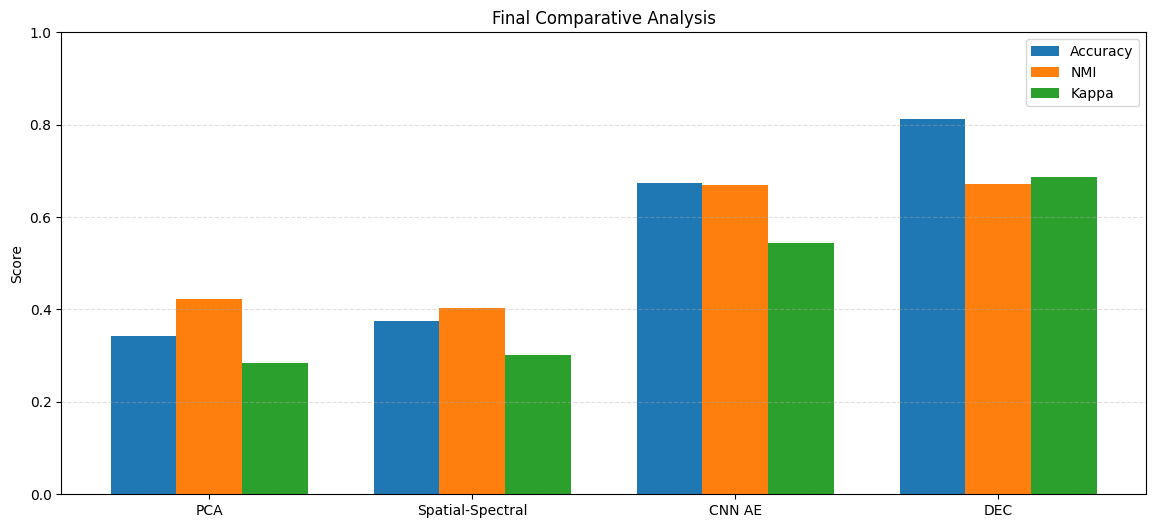 Final Comparative Analysis
Accuracy
NMI
Kappa
Score
1.0
0.8
0.6
0.4
0.2
0.0
PCA
Spatial-Spectral
CNN AE
DEC